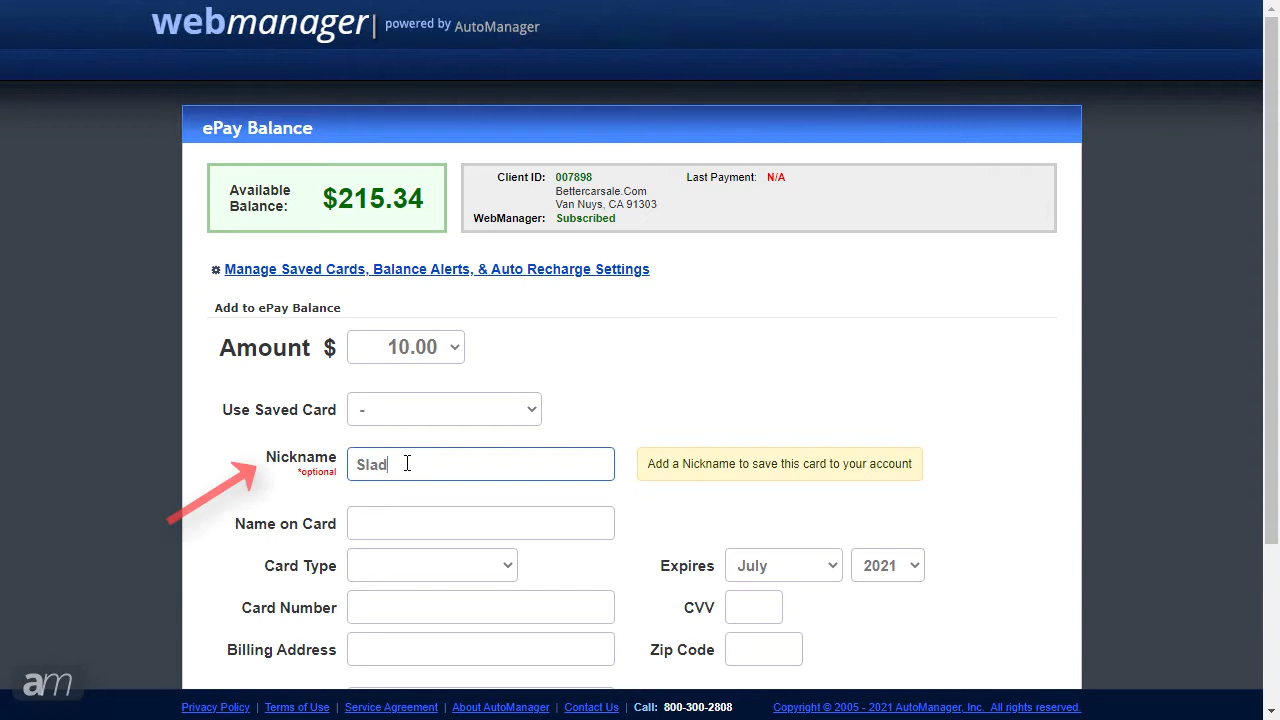 webmanager | powered by AutoManager
ePay Balance
Available Balance: $215.34
Client ID: 007898
Bettercarsale.Com
Van Nuys, CA 91303
WebManager: Subscribed
Last Payment: N/A
Manage Saved Cards, Balance Alerts, & Auto Recharge Settings
Add to ePay Balance
Amount $ 10.00
Use Saved Card -
Nickname Slad Add a Nickname to save this card to your account
*optional
Name on Card
Card Type Expires July 2021
Card Number CVV
Billing Address Zip Code
am
Privacy Policy | Terms of Use | Service Agreement | About AutoManager | Contact Us | Call: 800-300-2808 Copyright © 2005 - 2021 AutoManager, Inc. All rights reserved.